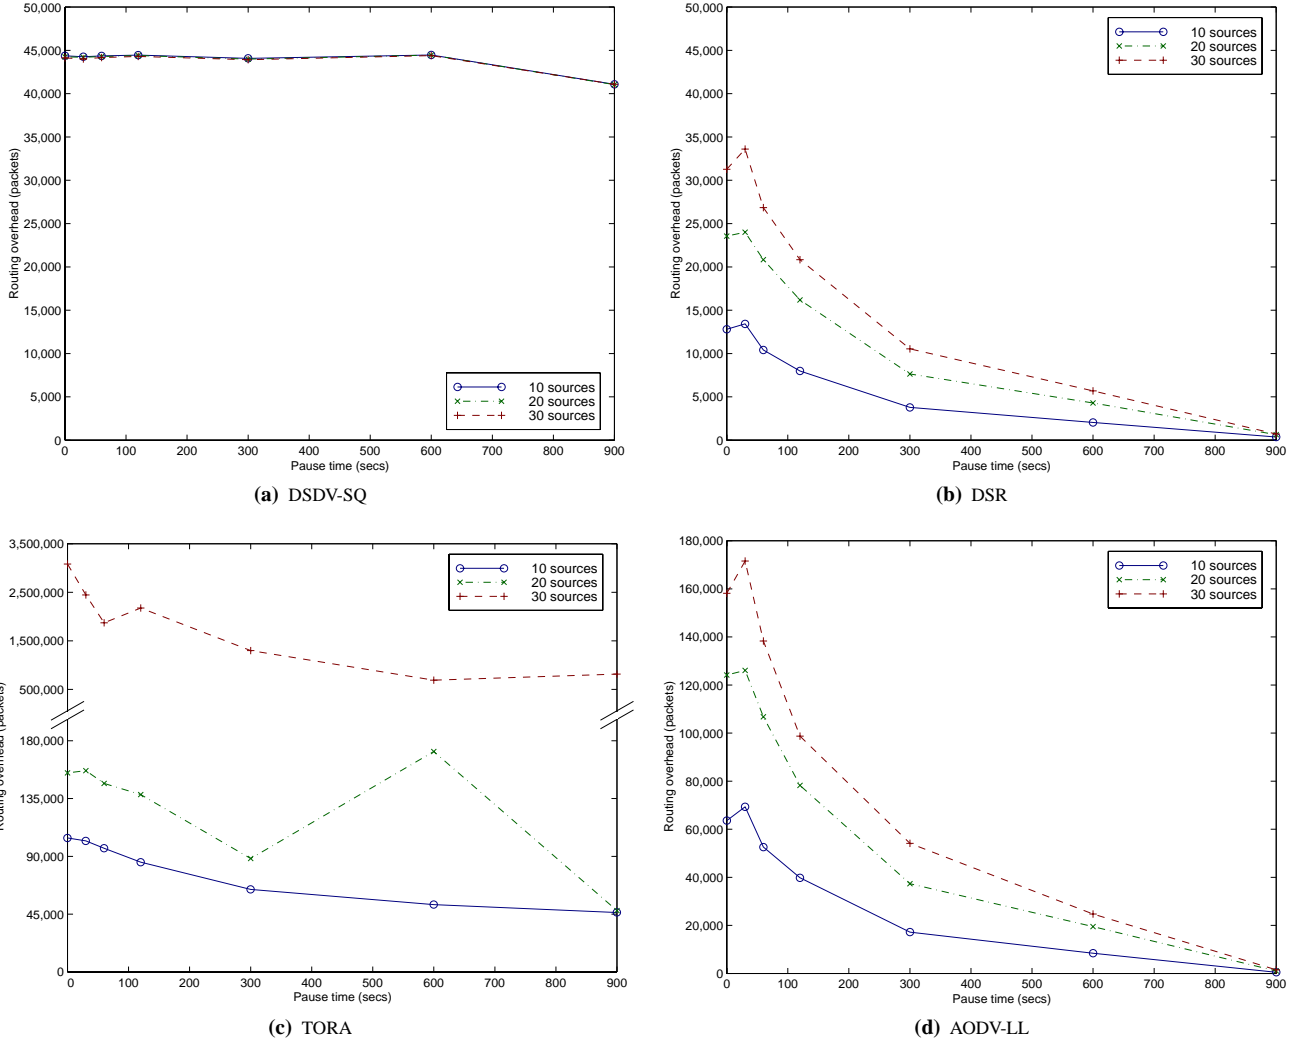 50,000
45,000
40,000
35,000
30,000
25,000
20,000
15,000
10,000
5,000
0
Routing overhead (packets)
10 sources
20 sources
30 sources
0 100 200 300 400 500 600 700 800 900
Pause time (secs)
(a) DSDV-SQ
50,000
45,000
40,000
35,000
30,000
25,000
20,000
15,000
10,000
5,000
0
Routing overhead (packets)
10 sources
20 sources
30 sources
0 100 200 300 400 500 600 700 800 900
Pause time (secs)
(b) DSR
3,500,000
2,500,000
1,500,000
500,000
180,000
135,000
90,000
45,000
0
Routing overhead (packets)
10 sources
20 sources
30 sources
0 100 200 300 400 500 600 700 800 900
Pause time (secs)
(c) TORA
180,000
160,000
140,000
120,000
100,000
80,000
60,000
40,000
20,000
0
Routing overhead (packets)
10 sources
20 sources
30 sources
0 100 200 300 400 500 600 700 800 900
Pause time (secs)
(d) AODV-LL